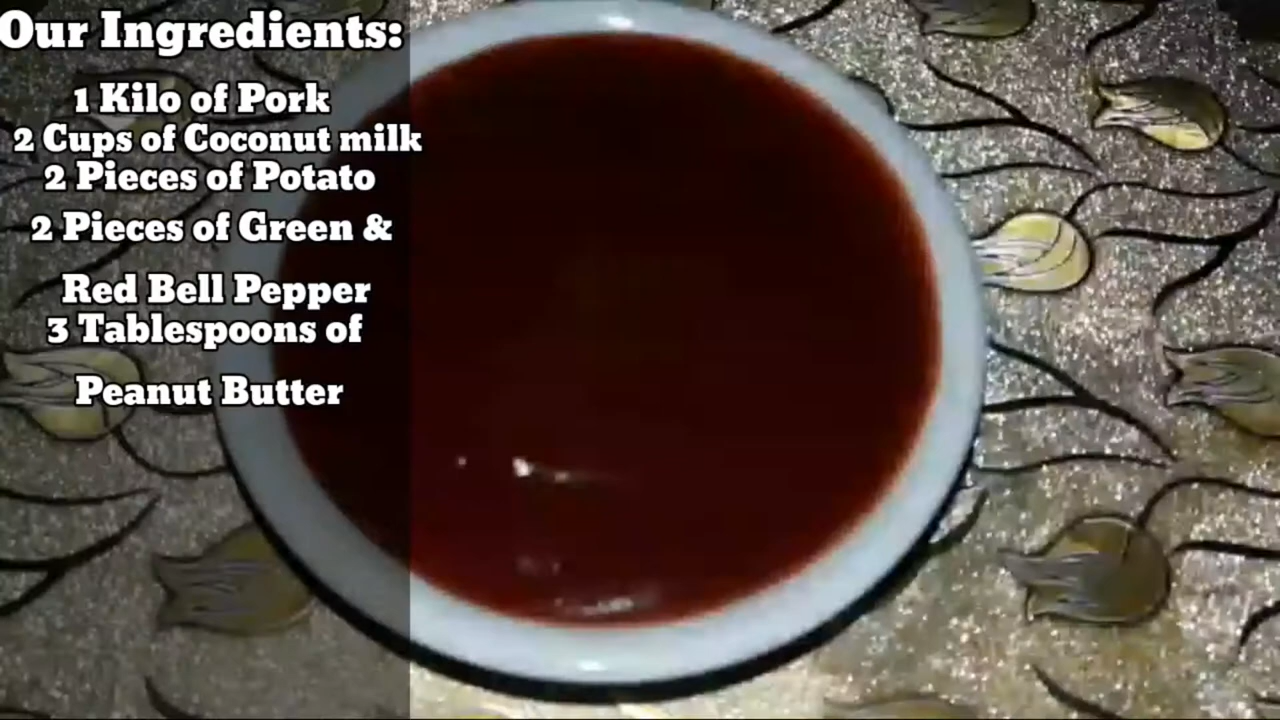 Our Ingredients:
1 Kilo of Pork
2 Cups of Coconut milk
2 Pieces of Potato
2 Pieces of Green &
Red Bell Pepper
3 Tablespoons of
Peanut Butter